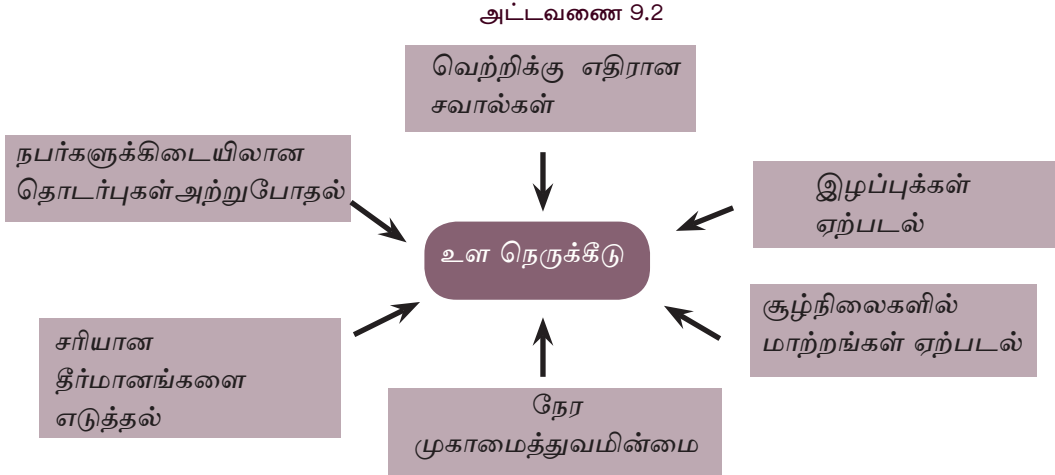 அட்டவணை 9.2
வெற்றிக்கு எதிரான
சவால்கள்
நபர்களுக்கிடையிலான
தொடர்புகள்அற்றுபோதல்
இழப்புக்கள்
ஏற்படல்
உள நெருக்கீடு
சூழ்நிலைகளில்
மாற்றங்கள் ஏற்படல்
சரியான
தீர்மானங்களை
எடுத்தல்
நேர
முகாமைத்துவமின்மை